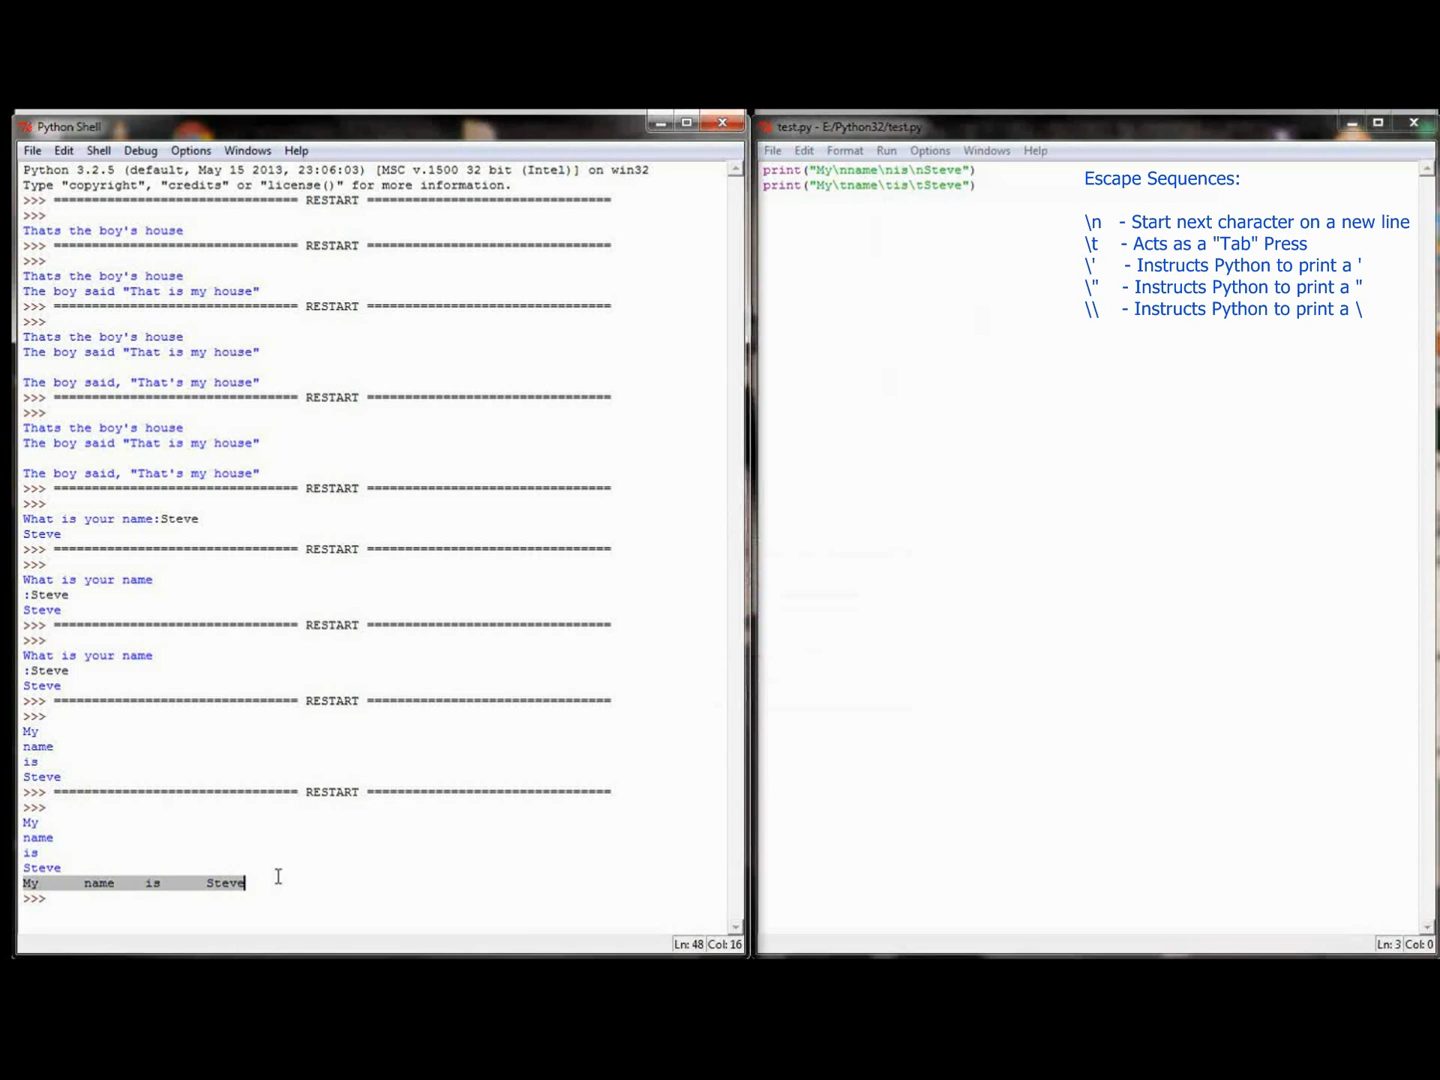 Python Shell
File Edit Shell Debug Options Windows Help
Python 3.2.5 (default, May 15 2013, 23:06:03) [MSC v.1500 32 bit (Intel)] on win32
Type "copyright", "credits" or "license()" for more information.
>>> ================================ RESTART ================================
>>>
Thats the boy's house
>>> ================================ RESTART ================================
>>>
Thats the boy's house
The boy said "That is my house"
>>> ================================ RESTART ================================
>>>
Thats the boy's house
The boy said "That is my house"
The boy said, "That's my house"
>>> ================================ RESTART ================================
>>>
Thats the boy's house
The boy said "That is my house"
The boy said, "That's my house"
>>> ================================ RESTART ================================
>>>
What is your name:Steve
Steve
>>> ================================ RESTART ================================
>>>
What is your name
:Steve
Steve
>>> ================================ RESTART ================================
>>>
What is your name
:Steve
Steve
>>> ================================ RESTART ================================
>>>
My
name
is
Steve
>>> ================================ RESTART ================================
>>>
My
name
is
Steve
My name is Steve
>>>
Ln: 48 Col: 16
test.py - E:/Python32/test.py
File Edit Format Run Options Windows Help
print("My\nname\nis\nSteve")
print("My\tname\tis\tSteve")
Escape Sequences:
\n - Start next character on a new line
\t - Acts as a "Tab" Press
\' - Instructs Python to print a '
\" - Instructs Python to print a "
\\ - Instructs Python to print a \
Ln: 3 Col: 0